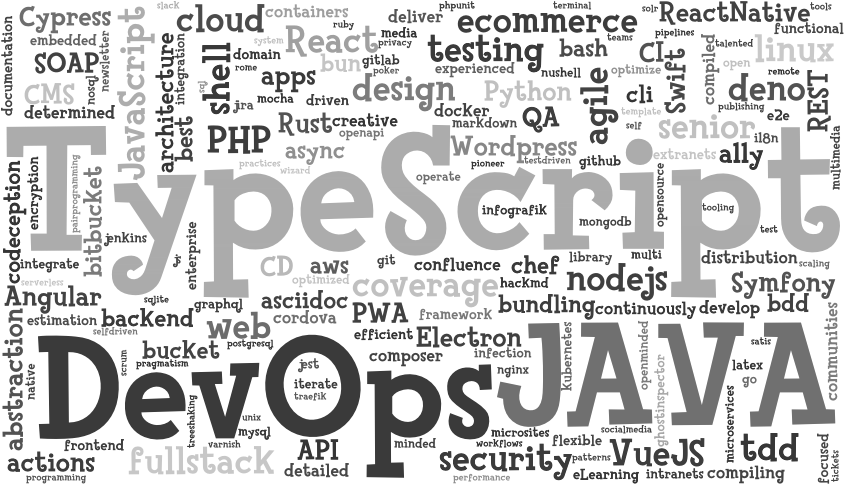 slack
containers
ruby
phpunit
terminal
solr
ReactNative
tools
Cypress
cloud
deliver
ecommerce
teams
functional
documentation
embedded
JavaScript
architecture
integration
system
React
media
privacy
testing
bash
CI
pipelines
talented
linux
SOAP
newsletter
nosql
shell
domain
rome
bun
gitlab
poker
experienced
nushell
optimize
Swift
compiled
open
remote
CMS
sql
apps
design
Python
agile
cli
deno
REST
publishing
determined
best
jira
mocha
driven
docker
markdown
QA
template
self
e2e
PHP
Rust
creative
openapi
senior
i18n
async
Wordpress
practices
wizard
pioneer
testdriven
github
extranets
ally
multimedia
TypeScript
codeception
encryption
pairprogramming
bitbucket
operate
infografik
mongodb
opensource
tooling
test
jenkins
enterprise
integrate
serverless
CD
aws
optimized
git
confluence
chef
library
multi
distribution
scaling
hackmd
nodejs
Symfony
Angular
sqlite
graphql
asciidoc
coverage
bundling
continuously
develop
bdd
estimation
selfdriven
backend
web
cordova
PWA
framework
efficient
Electron
abstraction
native
scrum
bucket
pragmatism
postgresql
composer
infection
nginx
kubernetes
openminded
ghostinspector
satis
latex
go
communities
DevOps
JAVA
jest
iterate
traefik
treeshaking
unix
mysql
varnish
microsites
workflows
flexible
socialmedia
microservices
frontend
actions
programming
fullstack
API
detailed
minded
security
performance
patterns
eLearning
VueJS
intranets
tdd
compiling
focused
tickets